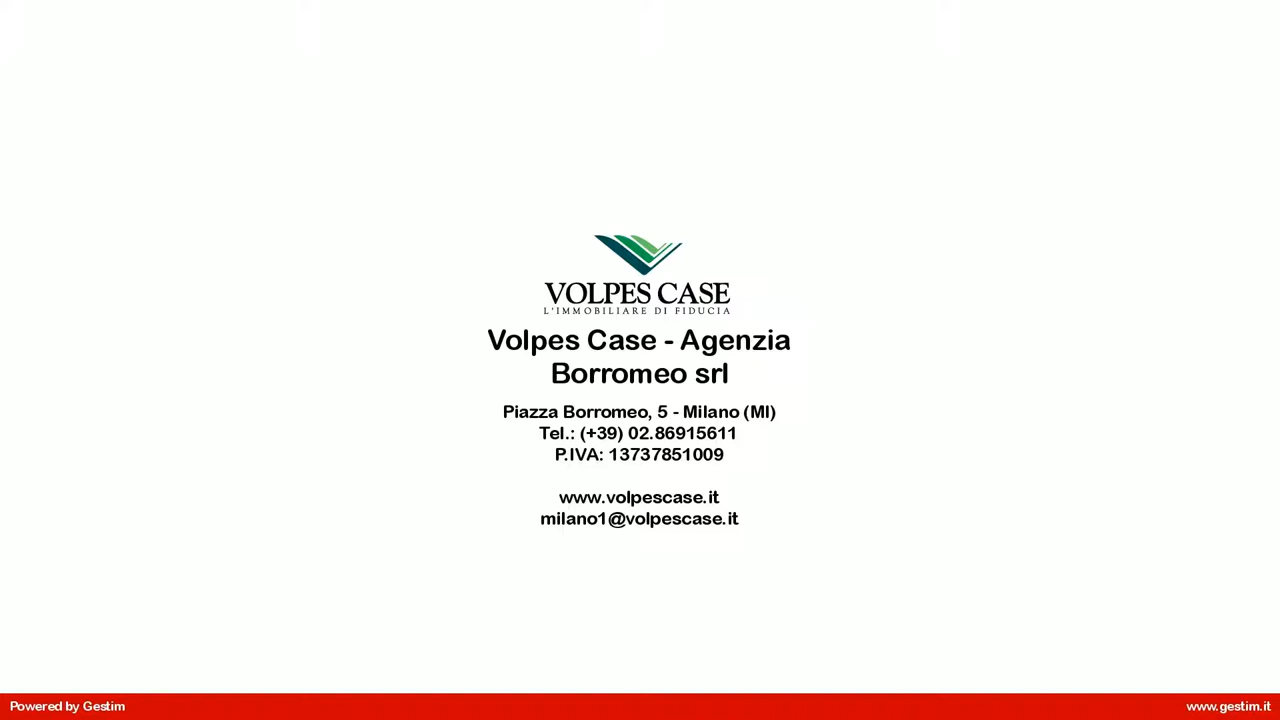 VOLPES CASE
L'IMMOBILIARE DI FIDUCIA
Volpes Case - Agenzia
Borromeo srl
Piazza Borromeo, 5 - Milano (MI)
Tel.: (+39) 02.86915611
P.IVA: 13737851009
www.volpescase.it
milano1@volpescase.it
Powered by Gestim
www.gestim.it